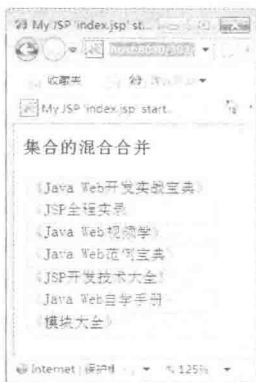 My JSP 'index.jsp' st...
收藏夹
My JSP 'index.jsp' start...
集合的混合合并
《Java Web开发实战宝典》
《JSP全程实录》
《Java Web视频学》
《Java Web范例宝典》
《JSP开发技术大全》
《Java Web自学手册》
《模块大全》
Internet
125%